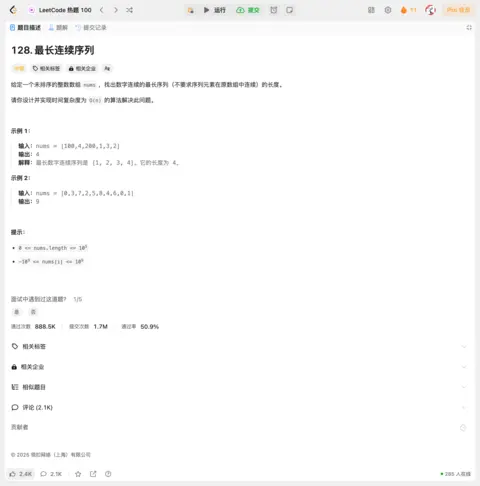 LeetCode 热题 100
运行
提交
11
Plus 会员
题目描述
题解
提交记录
128. 最长连续序列
中等
相关标签
相关企业
Ax
给定一个未排序的整数数组 nums ，找出数字连续的最长序列（不要求序列元素在原数组中连续）的长度。
请你设计并实现时间复杂度为 O(n) 的算法解决此问题。
示例 1：
输入：nums = [100,4,200,1,3,2]
输出：4
解释：最长数字连续序列是 [1, 2, 3, 4]。它的长度为 4。
示例 2：
输入：nums = [0,3,7,2,5,8,4,6,0,1]
输出：9
提示：
0 <= nums.length <= 10⁵
-10⁹ <= nums[i] <= 10⁹
面试中遇到过这道题? 1/5
是
否
通过次数 888.5K
提交次数 1.7M
通过率 50.9%
相关标签
相关企业
相似题目
评论 (2.1K)
贡献者
© 2026 领扣网络（上海）有限公司
2.4K
2.1K
285 人在线